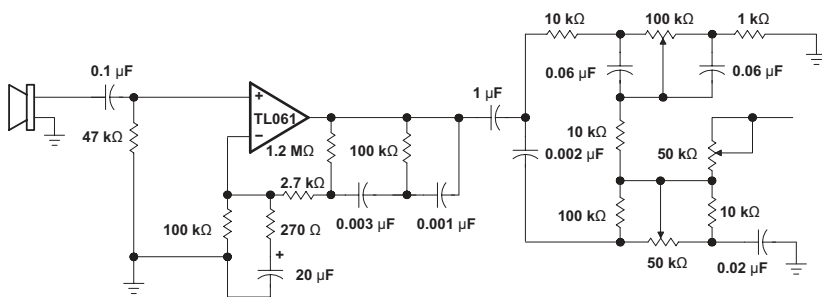 10 kΩ
100 kΩ
1 kΩ
0.1 µF
0.06 µF
0.06 µF
1 µF
+
TL061
−
47 kΩ
1.2 MΩ
100 kΩ
10 kΩ
0.002 µF
50 kΩ
2.7 kΩ
100 kΩ
270 Ω
0.003 µF
0.001 µF
100 kΩ
10 kΩ
+
20 µF
50 kΩ
0.02 µF